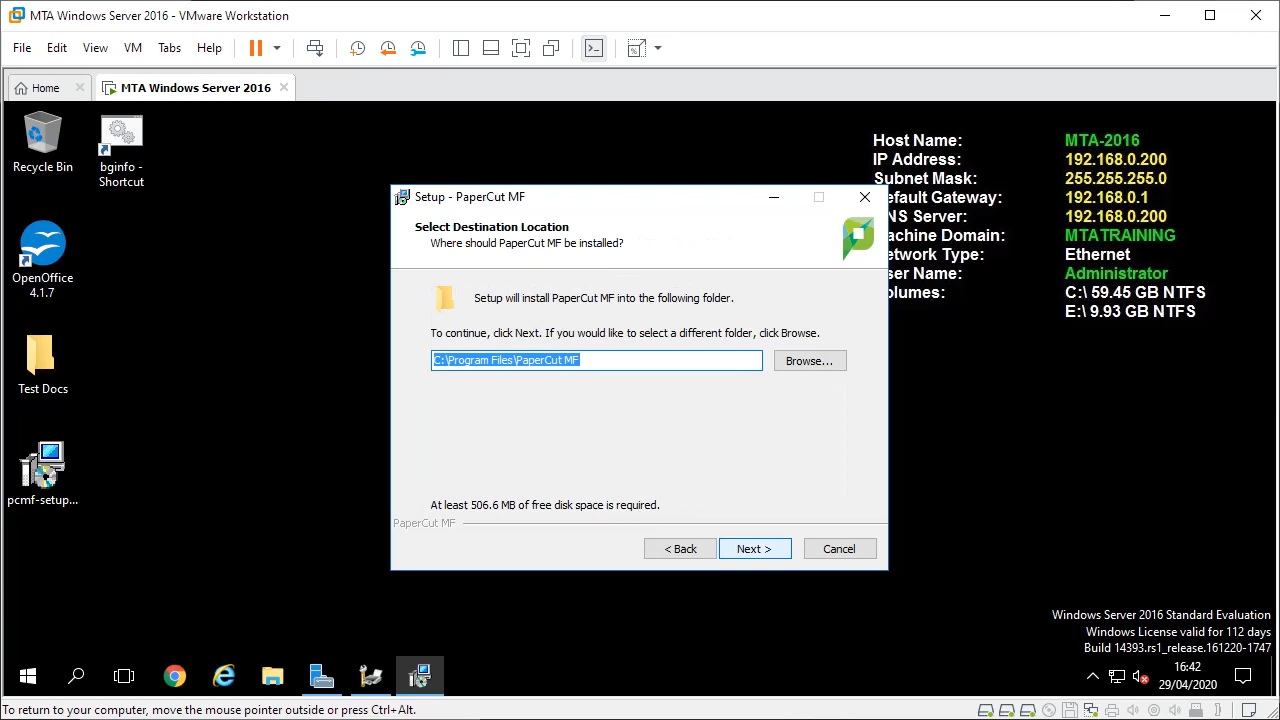 MTA Windows Server 2016 - VMware Workstation
File Edit View VM Tabs Help
Home
MTA Windows Server 2016
Recycle Bin
bginfo -
Shortcut
OpenOffice
4.1.7
Test Docs
pcmf-setup...
Host Name: MTA-2016
IP Address: 192.168.0.200
Subnet Mask: 255.255.255.0
efault Gateway: 192.168.0.1
NS Server: 192.168.0.200
achine Domain: MTATRAINING
etwork Type: Ethernet
ser Name: Administrator
olumes: C:\ 59.45 GB NTFS
E:\ 9.93 GB NTFS
Setup - PaperCut MF
Select Destination Location
Where should PaperCut MF be installed?
Setup will install PaperCut MF into the following folder.
To continue, click Next. If you would like to select a different folder, click Browse.
C:\Program Files\PaperCut MF
Browse...
At least 506.6 MB of free disk space is required.
PaperCut MF
< Back Next > Cancel
Windows Server 2016 Standard Evaluation
Windows License valid for 112 days
Build 14393.rs1_release.161220-1747
16:42
29/04/2020
To return to your computer, move the mouse pointer outside or press Ctrl+Alt.